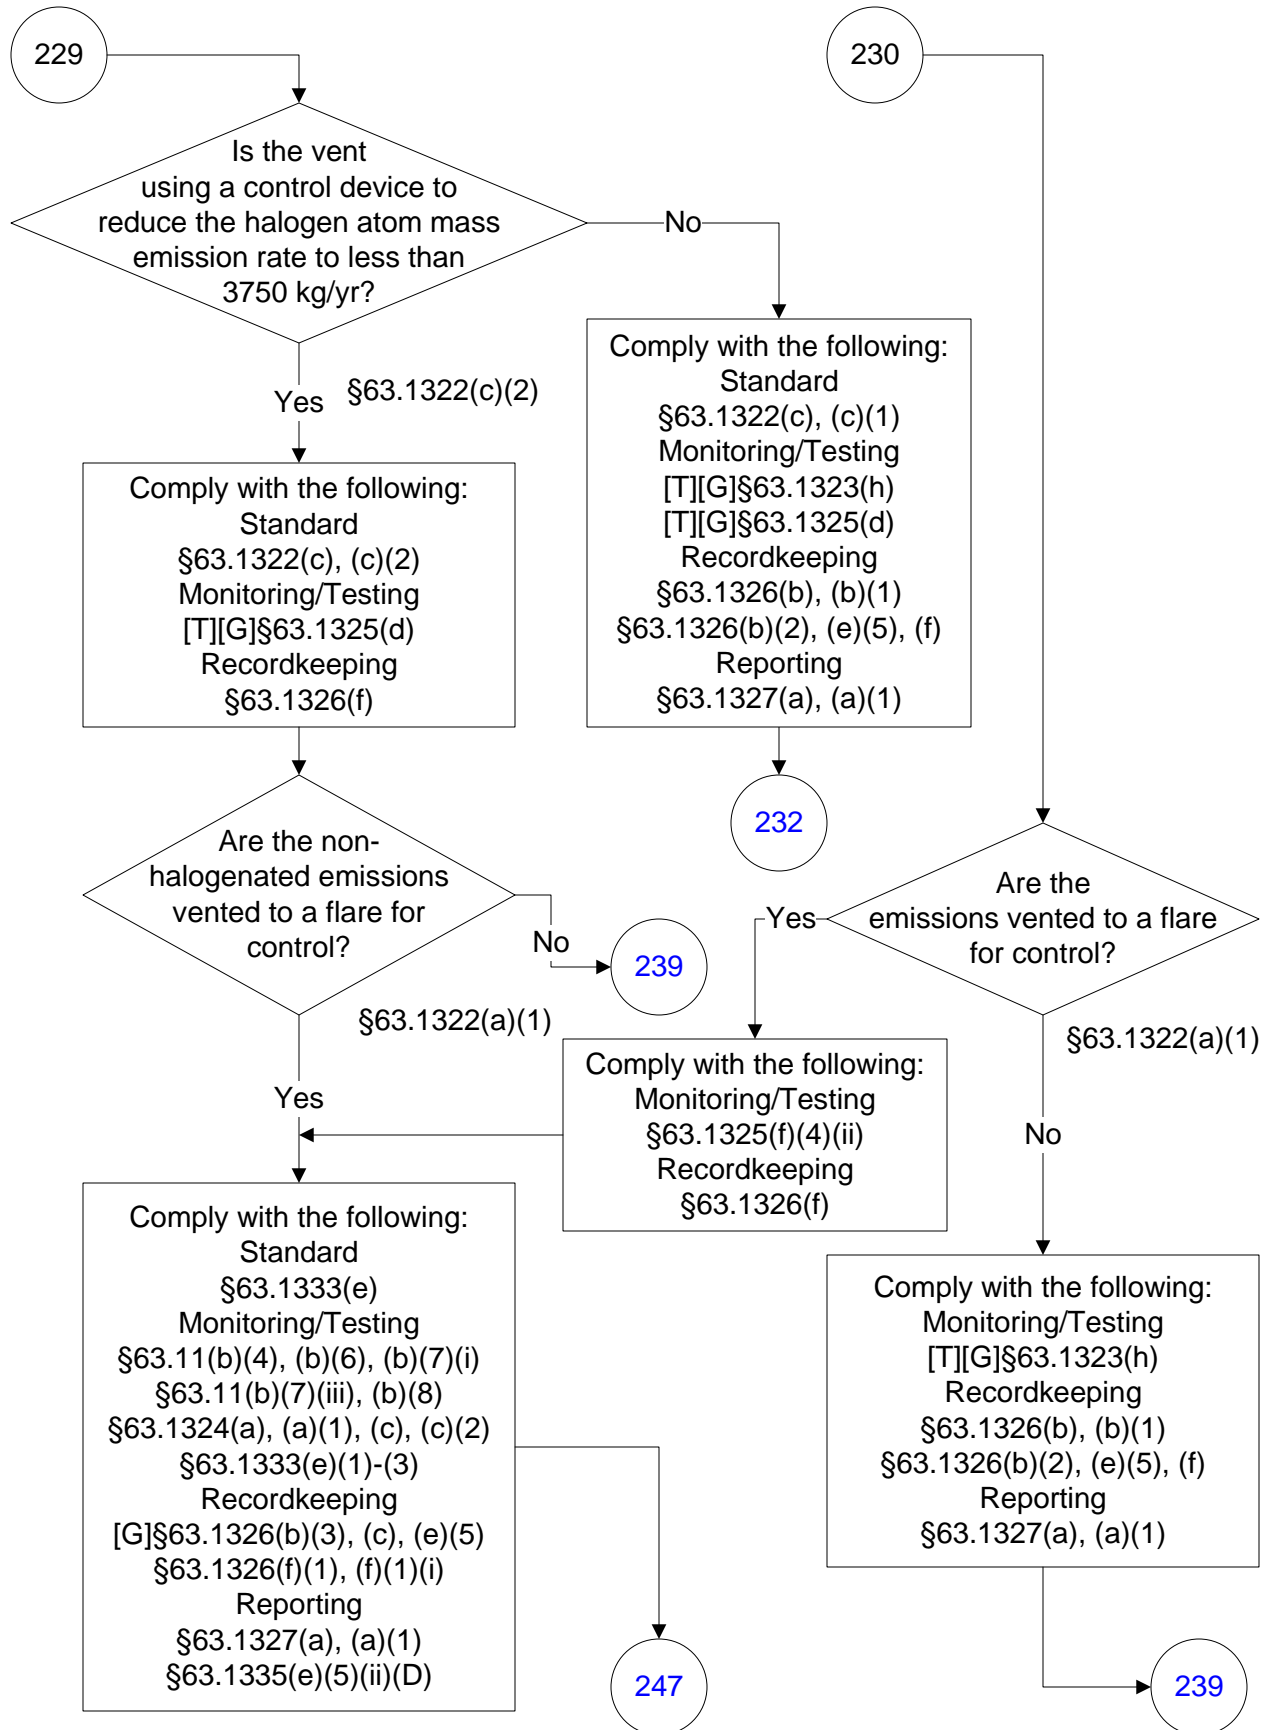 229
230
Is the vent
using a control device to
reduce the halogen atom mass
emission rate to less than
3750 kg/yr?
No
Yes
§63.1322(c)(2)
Comply with the following:
Standard
§63.1322(c), (c)(1)
Monitoring/Testing
[T][G]§63.1323(h)
[T][G]§63.1325(d)
Recordkeeping
§63.1326(b), (b)(1)
§63.1326(b)(2), (e)(5), (f)
Reporting
§63.1327(a), (a)(1)
Comply with the following:
Standard
§63.1322(c), (c)(2)
Monitoring/Testing
[T][G]§63.1325(d)
Recordkeeping
§63.1326(f)
232
Are the non-
halogenated emissions
vented to a flare for
control?
No
239
§63.1322(a)(1)
Yes
Are the
emissions vented to a flare
for control?
Yes
§63.1322(a)(1)
No
Comply with the following:
Monitoring/Testing
§63.1325(f)(4)(ii)
Recordkeeping
§63.1326(f)
Comply with the following:
Standard
§63.1333(e)
Monitoring/Testing
§63.11(b)(4), (b)(6), (b)(7)(i)
§63.11(b)(7)(iii), (b)(8)
§63.1324(a), (a)(1), (c), (c)(2)
§63.1333(e)(1)-(3)
Recordkeeping
[G]§63.1326(b)(3), (c), (e)(5)
§63.1326(f)(1), (f)(1)(i)
Reporting
§63.1327(a), (a)(1)
§63.1335(e)(5)(ii)(D)
Comply with the following:
Monitoring/Testing
[T][G]§63.1323(h)
Recordkeeping
§63.1326(b), (b)(1)
§63.1326(b)(2), (e)(5), (f)
Reporting
§63.1327(a), (a)(1)
247
239